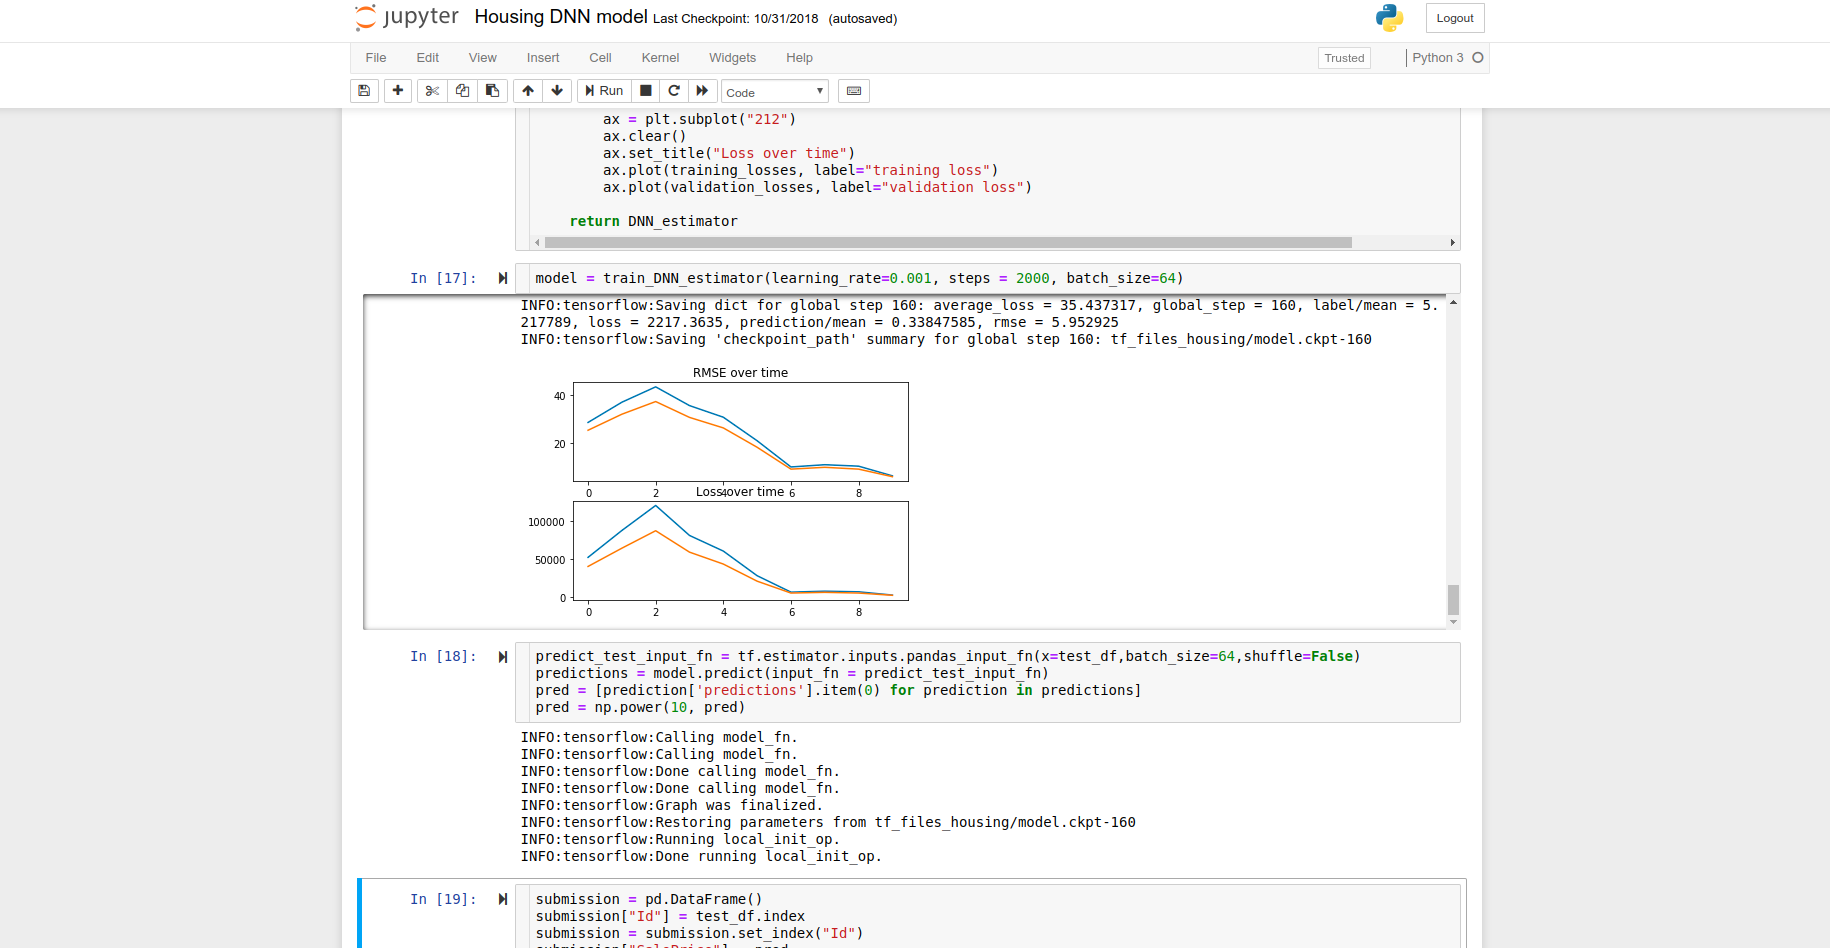 jupyter Housing DNN model Last Checkpoint: 10/31/2018 (autosaved) Logout
File Edit View Insert Cell Kernel Widgets Help Trusted Python 3
Run Code
ax = plt.subplot("212")
ax.clear()
ax.set_title("Loss over time")
ax.plot(training_losses, label="training loss")
ax.plot(validation_losses, label="validation loss")
return DNN_estimator
In [17]: model = train_DNN_estimator(learning_rate=0.001, steps = 2000, batch_size=64)
INFO:tensorflow:Saving dict for global step 160: average_loss = 35.437317, global_step = 160, label/mean = 5.
217789, loss = 2217.3635, prediction/mean = 0.33847585, rmse = 5.952925
INFO:tensorflow:Saving 'checkpoint_path' summary for global step 160: tf_files_housing/model.ckpt-160
RMSE over time
40
20
0 2 4 6 8
Loss over time
100000
50000
0
0 2 4 6 8
In [18]: predict_test_input_fn = tf.estimator.inputs.pandas_input_fn(x=test_df,batch_size=64,shuffle=False)
predictions = model.predict(input_fn = predict_test_input_fn)
pred = [prediction['predictions'].item(0) for prediction in predictions]
pred = np.power(10, pred)
INFO:tensorflow:Calling model_fn.
INFO:tensorflow:Calling model_fn.
INFO:tensorflow:Done calling model_fn.
INFO:tensorflow:Done calling model_fn.
INFO:tensorflow:Graph was finalized.
INFO:tensorflow:Restoring parameters from tf_files_housing/model.ckpt-160
INFO:tensorflow:Running local_init_op.
INFO:tensorflow:Done running local_init_op.
In [19]: submission = pd.DataFrame()
submission["Id"] = test_df.index
submission = submission.set_index("Id")
submission["SalePrice"] = pred